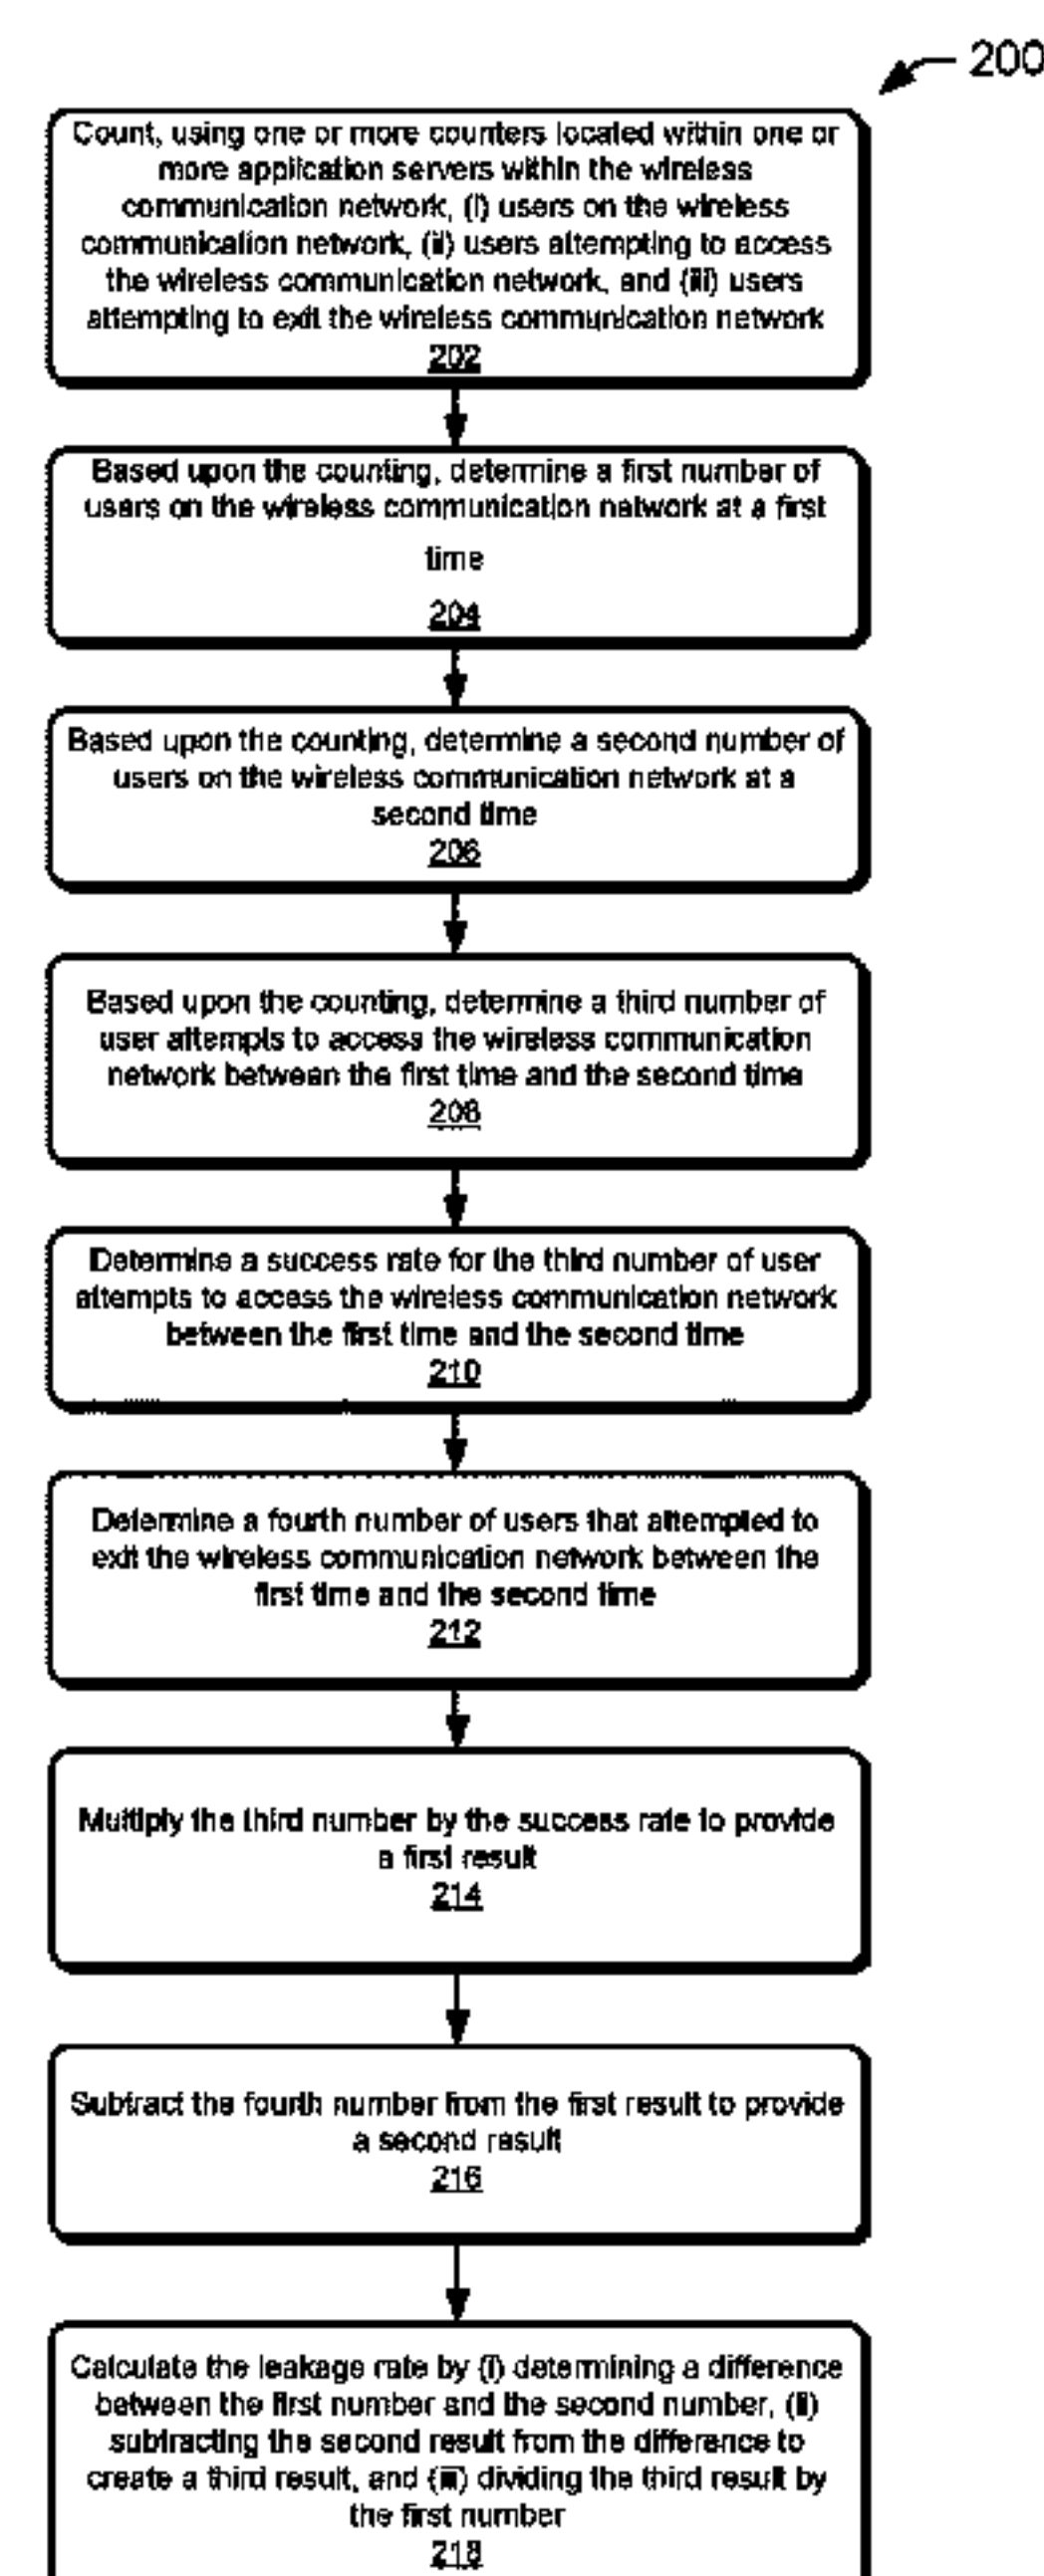 200
Count, using one or more counters located within one or
more application servers within the wireless
communication network, (i) users on the wireless
communication network, (ii) users attempting to access
the wireless communication network, and (iii) users
attempting to exit the wireless communication network
202
Based upon the counting, determine a first number of
users on the wireless communication network at a first
time
204
Based upon the counting, determine a second number of
users on the wireless communication network at a
second time
206
Based upon the counting, determine a third number of
user attempts to access the wireless communication
network between the first time and the second time
208
Determine a success rate for the third number of user
attempts to access the wireless communication network
between the first time and the second time
210
Determine a fourth number of users that attempted to
exit the wireless communication network between the
first time and the second time
212
Multiply the third number by the success rate to provide
a first result
214
Subtract the fourth number from the first result to provide
a second result
216
Calculate the leakage rate by (i) determining a difference
between the first number and the second number, (ii)
subtracting the second result from the difference to
create a third result, and (iii) dividing the third result by
the first number
218